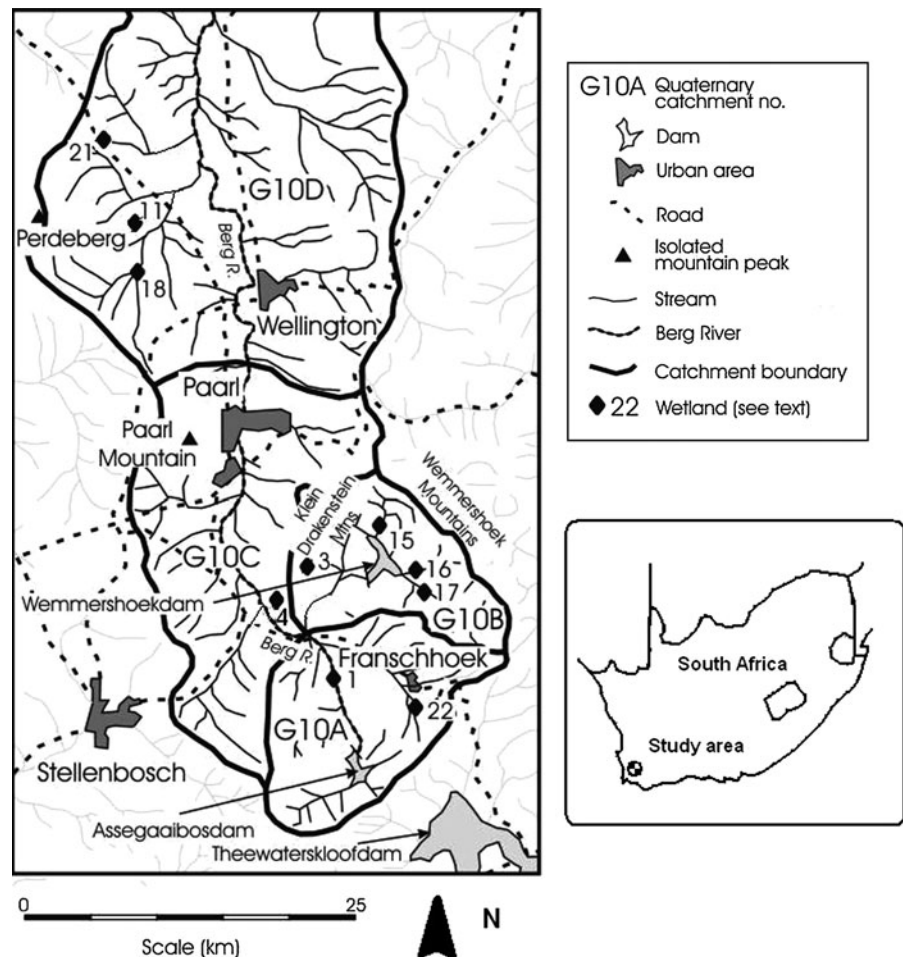 21
G10D
11
Perdeberg
Berg R.
18
Wellington
Paarl
Paarl
Mountain
Klein
Drakenstein
Mtns.
Wemmershoek
Mountains
15
G10C
3
16
17
Wemmershoekdam
4
G10B
Berg R.
Franschhoek
1
22
G10A
Stellenbosch
Assegaaibosdam
Theewaterskloofdam
0 25
Scale (km)
N
G10A Quaternary
catchment no.
Dam
Urban area
Road
Isolated
mountain peak
Stream
Berg River
Catchment boundary
22 Wetland (see text)
South Africa
Study area